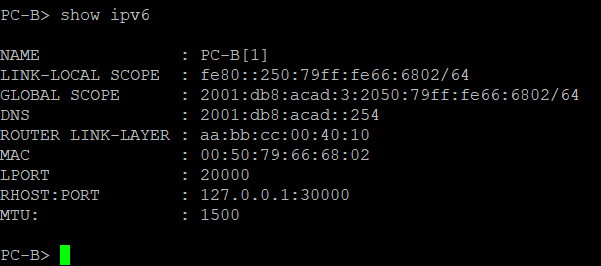 PC-B> show ipv6
NAME : PC-B[1]
LINK-LOCAL SCOPE : fe80::250:79ff:fe66:6802/64
GLOBAL SCOPE : 2001:db8:acad:3:2050:79ff:fe66:6802/64
DNS : 2001:db8:acad::254
ROUTER LINK-LAYER : aa:bb:cc:00:40:10
MAC : 00:50:79:66:68:02
LPORT : 20000
RHOST:PORT : 127.0.0.1:30000
MTU: : 1500
PC-B>